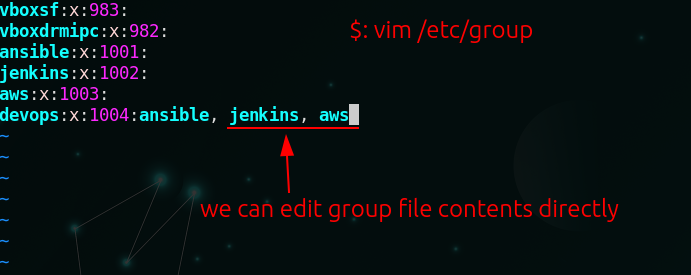 vboxsf:x:983:
$: vim /etc/group
vboxdrmipc:x:982:
ansible:x:1001:
jenkins:x:1002:
aws:x:1003:
devops:x:1004:ansible, jenkins, aws
~
~
~
~
we can edit group file contents directly
~
~
~